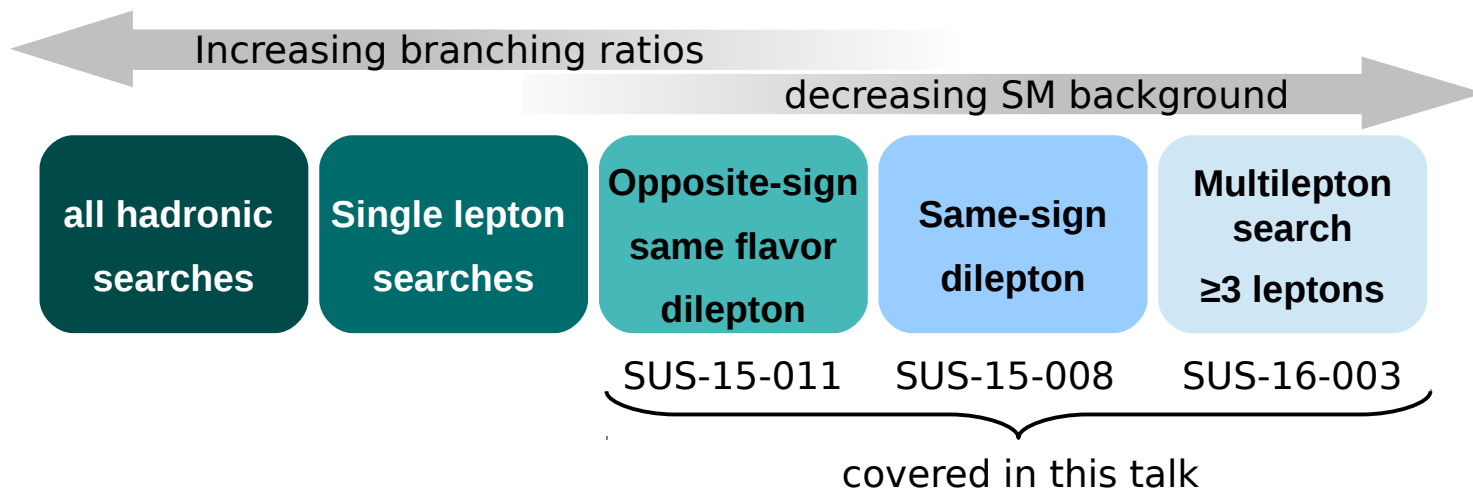 Increasing branching ratios
decreasing SM background
all hadronic
searches
Single lepton
searches
Opposite-sign
same flavor
dilepton
Same-sign
dilepton
Multilepton
search
≥3 leptons
SUS-15-011
SUS-15-008
SUS-16-003
covered in this talk